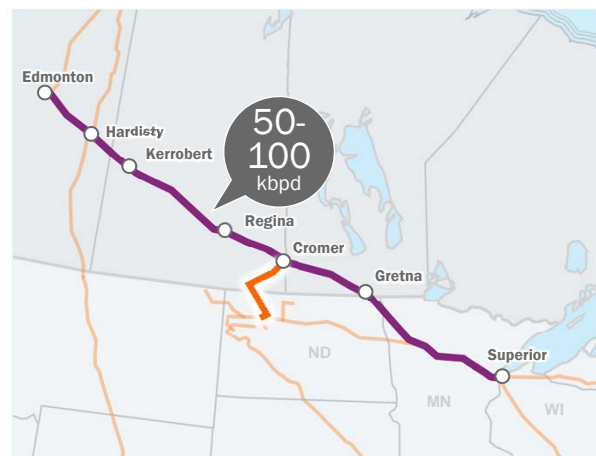 Edmonton
Hardisty
Kerrobert
50-
100
kbpd
Regina
Cromer
Gretna
ND
Superior
MN
WI